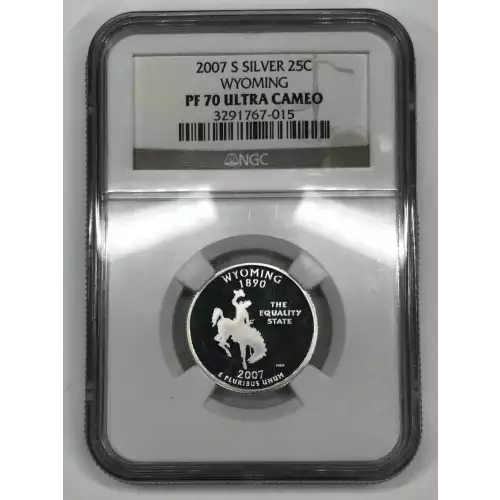 2007 S SILVER 25C
WYOMING
PF 70 ULTRA CAMEO
3291767-015
NGC
WYOMING
1890
THE
EQUALITY
STATE
2007
E PLURIBUS UNUM